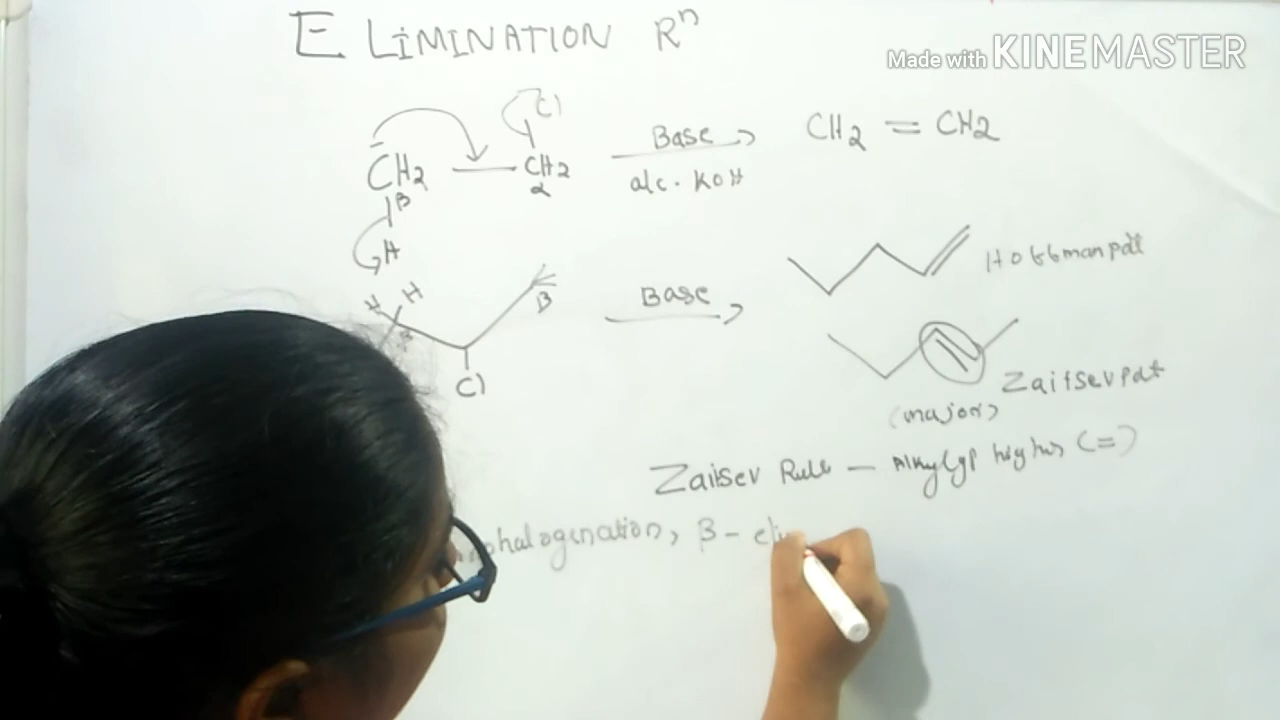 ELIMINATION Rⁿ
Made with KINEMASTER
Cl
CH₂ — CH₂
β
α
H
Base
alc. KOH
CH₂ = CH₂
H H
β
Cl
Base
Hoffman pdt
Zaitsev pdt
(major)
Zaitsev Rule — Alkyl gp higher (=)
halogenation, β - eli